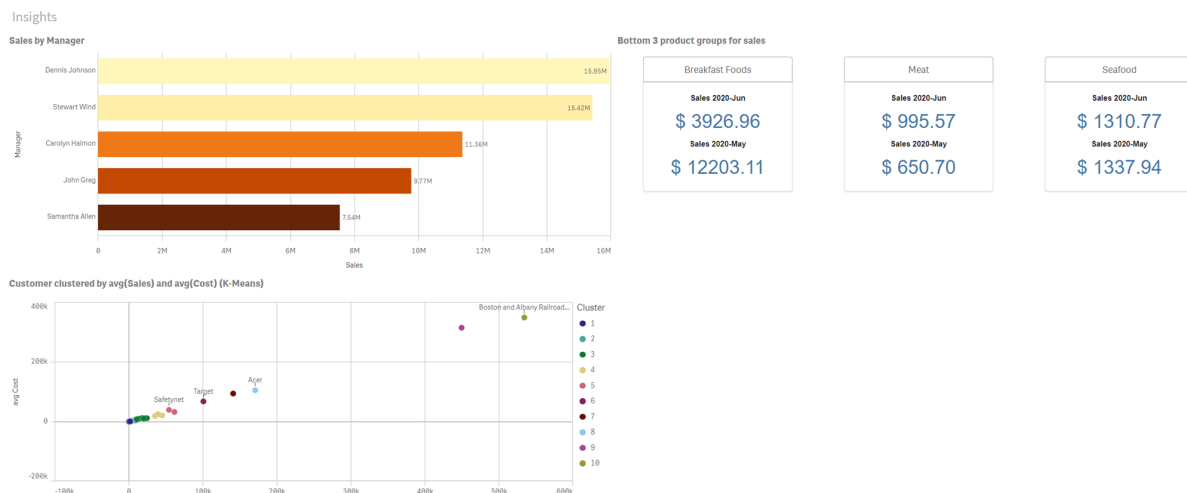 Insights
Sales by Manager
Dennis Johnson
15.95M
Stewart Wind
15.42M
Carolyn Halmon
11.36M
John Greg
9.77M
Samantha Allen
7.54M
Manager
0 2M 4M 6M 8M 10M 12M 14M 16M
Sales
Bottom 3 product groups for sales
Breakfast Foods
Sales 2020-Jun
$ 3926.96
Sales 2020-May
$ 12203.11
Meat
Sales 2020-Jun
$ 995.57
Sales 2020-May
$ 650.70
Seafood
Sales 2020-Jun
$ 1310.77
Sales 2020-May
$ 1337.94
Customer clustered by avg(Sales) and avg(Cost) (K-Means)
400k
200k
0
-200k
avg Cost
Boston and Albany Railroad...
Acer
Target
Safetynet
-100k 0 100k 200k 300k 400k 500k 600k
Cluster
1
2
3
4
5
6
7
8
9
10